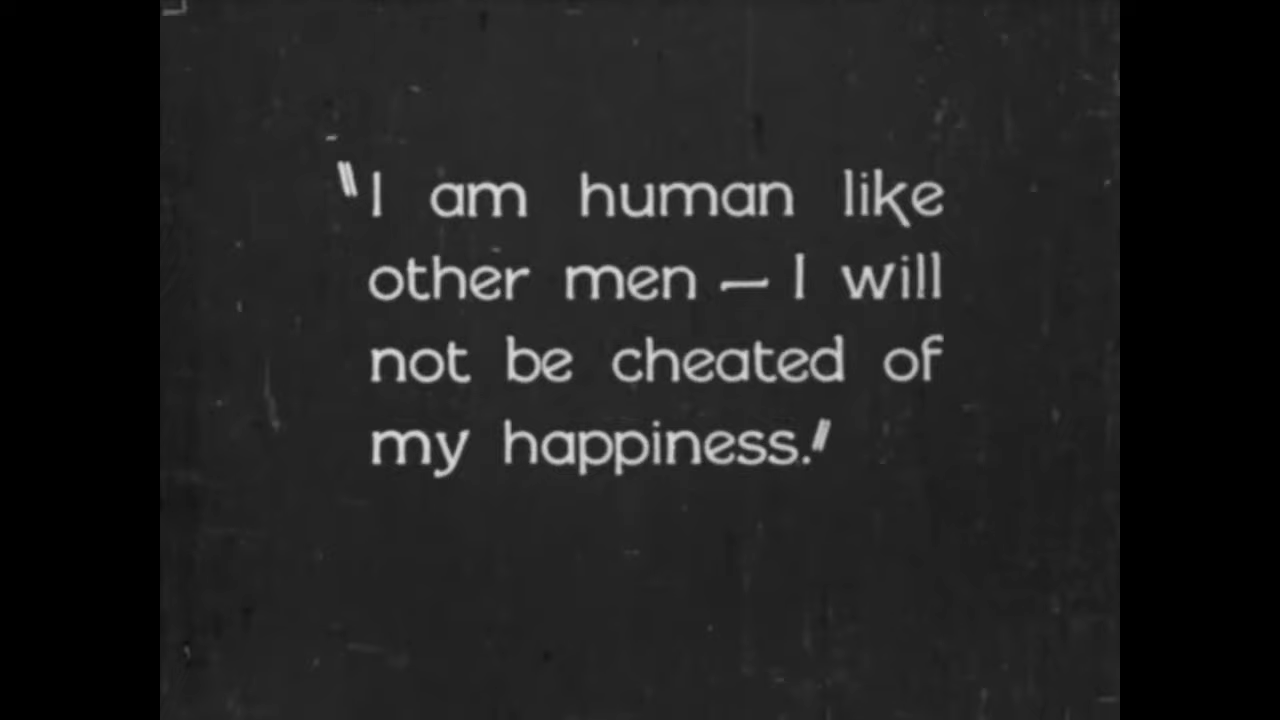 "I am human like
other men — I will
not be cheated of
my happiness."